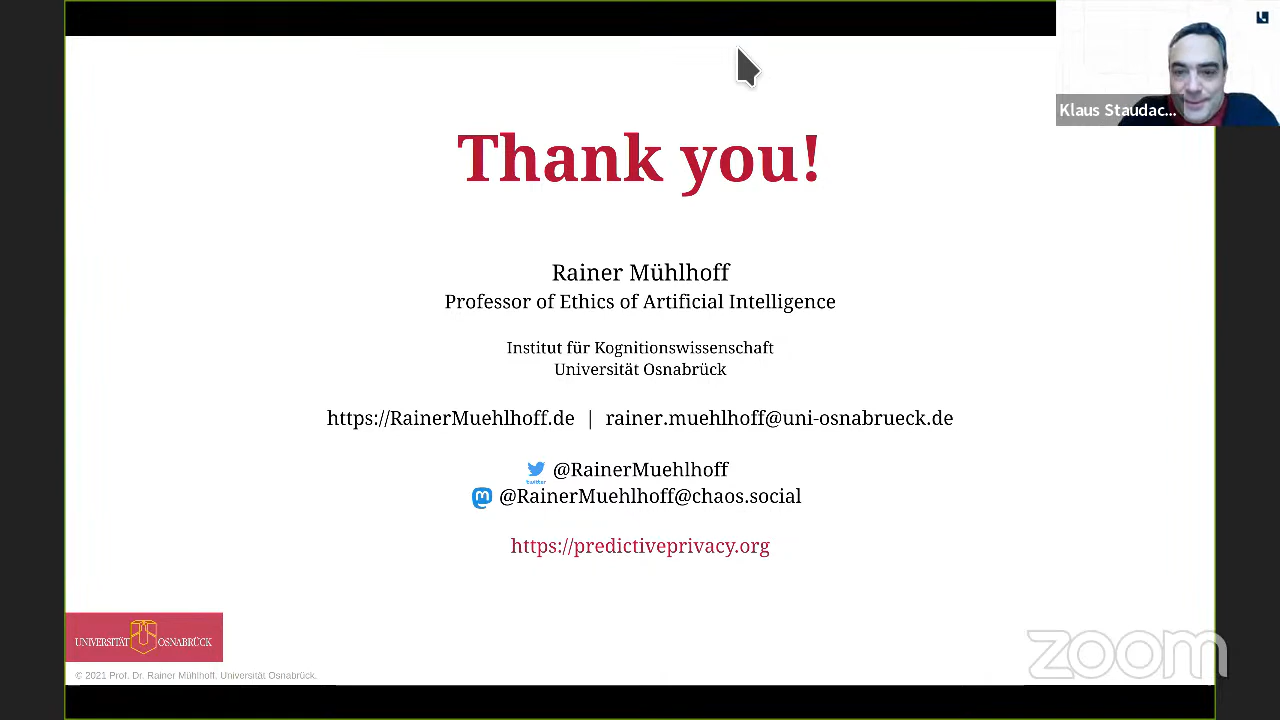 Klaus Staudac...
Thank you!
Rainer Mühlhoff
Professor of Ethics of Artificial Intelligence
Institut für Kognitionswissenschaft
Universität Osnabrück
https://RainerMuehlhoff.de | rainer.muehlhoff@uni-osnabrueck.de
twitter @RainerMuehlhoff
@RainerMuehlhoff@chaos.social
https://predictiveprivacy.org
UNIVERSITÄT OSNABRÜCK
zoom
© 2021 Prof. Dr. Rainer Mühlhoff, Universität Osnabrück.